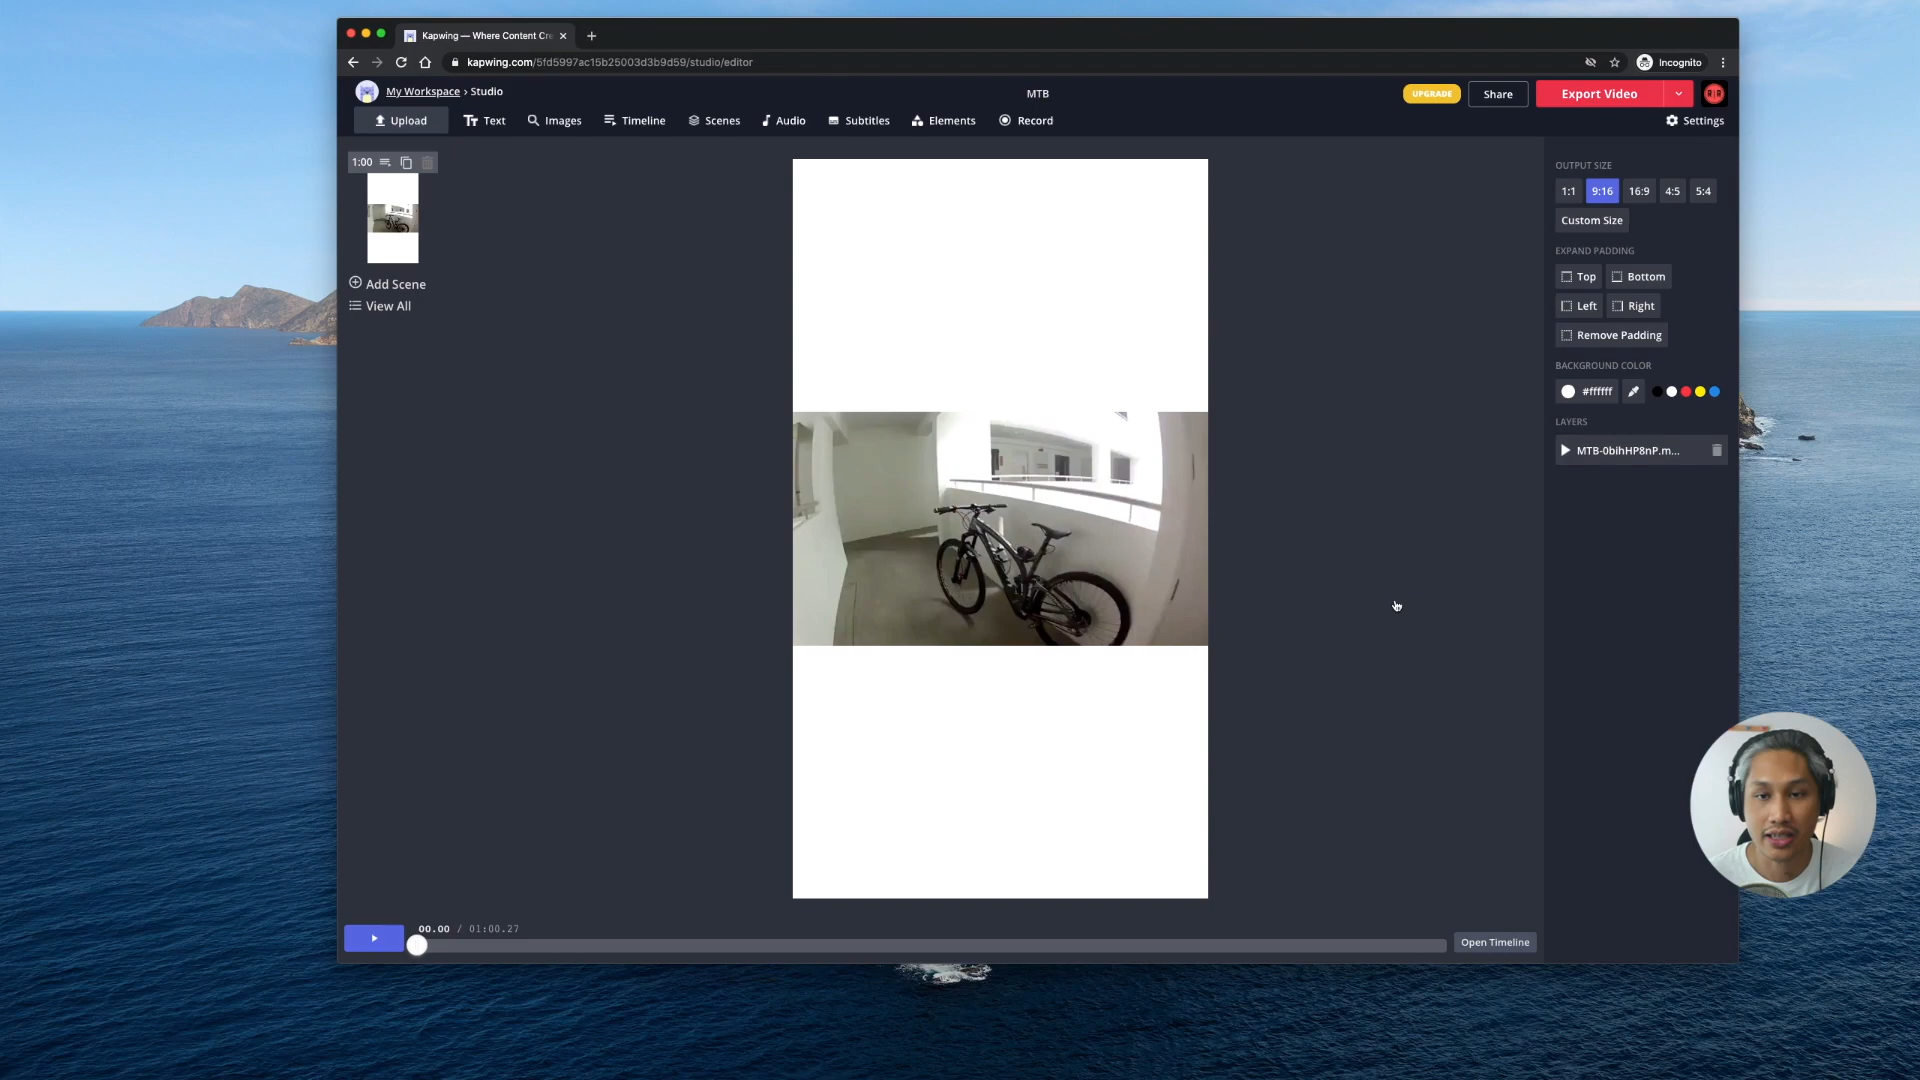 Kapwing — Where Content Cre
kapwing.com/5fd5997ac15b25003d3b9d59/studio/editor
Incognito
My Workspace › Studio
MTB
UPGRADE
Share
Export Video
Upload
Text
Images
Timeline
Scenes
Audio
Subtitles
Elements
Record
Settings
1:00
Add Scene
View All
OUTPUT SIZE
1:1 9:16 16:9 4:5 5:4
Custom Size
EXPAND PADDING
Top Bottom
Left Right
Remove Padding
BACKGROUND COLOR
#ffffff
LAYERS
MTB-0bihHP8nP.m...
00.00 / 01:00.27
Open Timeline